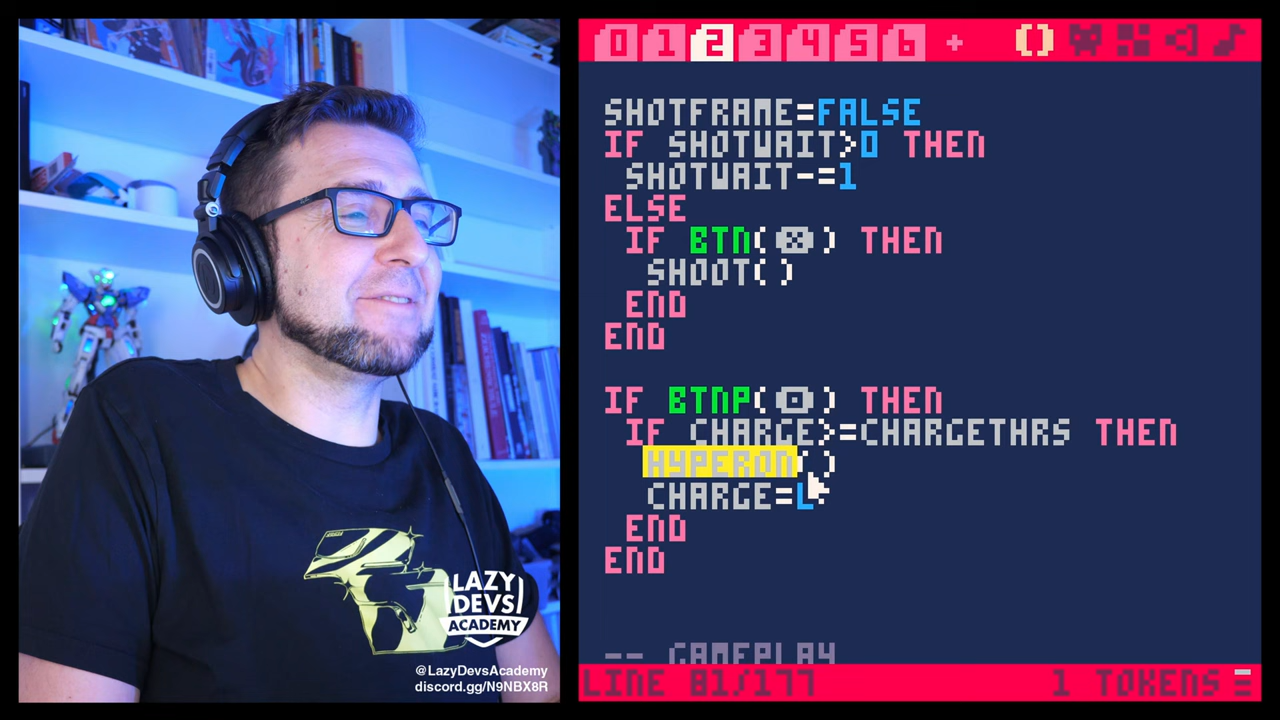 0 1 2 3 4 5 6 +
SHOTFRAME=FALSE
IF SHOTWAIT>0 THEN
SHOTWAIT-=1
ELSE
IF BTN(❎) THEN
SHOOT()
END
END
IF BTNP(🅾️) THEN
IF CHARGE>=CHARGETHRS THEN
HYPERON()
CHARGE=
END
END
-- GAMEPLAY
LINE 81/177 1 TOKENS
LAZY
DEVS
ACADEMY
@LazyDevsAcademy
discord.gg/N9NBX8R